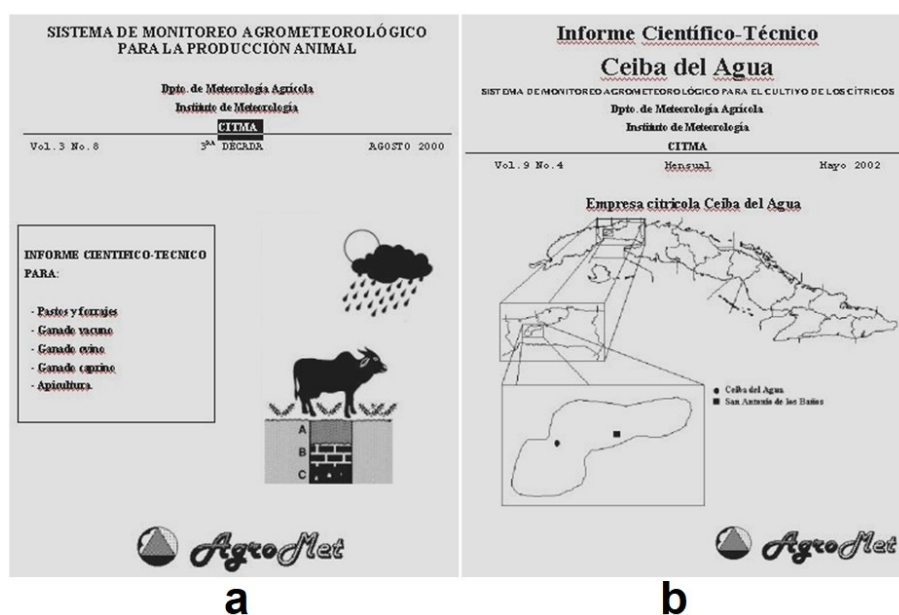 SISTEMA DE MONITOREO AGROMETEOROLÓGICO
PARA LA PRODUCCIÓN ANIMAL
Dpto. de Meteorología Agrícola
Instituto de Meteorología
CITMA
Vol.3 No.8 3RA DÉCADA AGOSTO 2000
INFORME CIENTIFICO-TECNICO
PARA:
- Pastos y forrajes
- Ganado vacuno
- Ganado ovino
- Ganado caprino
- Apicultura.
A
B
C
AgroMet
a
Informe Científico-Técnico
Ceiba del Agua
SISTEMA DE MONITOREO AGROMETEOROLÓGICO PARA EL CULTIVO DE LOS CÍTRICOS
Dpto. de Meteorología Agrícola
Instituto de Meteorología
CITMA
Vol.9 No.4 Mensual Mayo 2002
Empresa citrícola Ceiba del Agua
Ceiba del Agua
San Antonio de los Baños
AgroMet
b